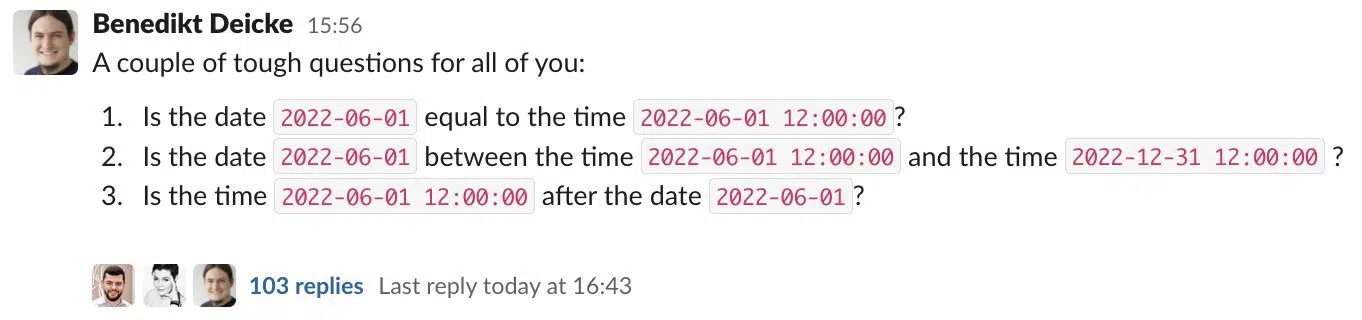 Benedikt Deicke 15:56
A couple of tough questions for all of you:
1. Is the date 2022-06-01 equal to the time 2022-06-01 12:00:00?
2. Is the date 2022-06-01 between the time 2022-06-01 12:00:00 and the time 2022-12-31 12:00:00 ?
3. Is the time 2022-06-01 12:00:00 after the date 2022-06-01?
103 replies Last reply today at 16:43